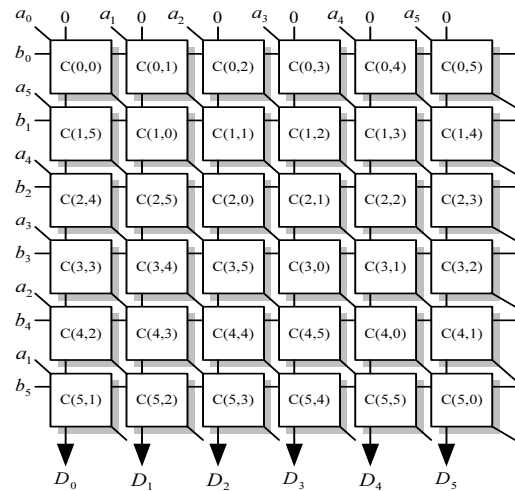 a₀ 0 a₁ 0 a₂ 0 a₃ 0 a₄ 0 a₅ 0
b₀ C(0,0) C(0,1) C(0,2) C(0,3) C(0,4) C(0,5)
a₅
b₁ C(1,5) C(1,0) C(1,1) C(1,2) C(1,3) C(1,4)
a₄
b₂ C(2,4) C(2,5) C(2,0) C(2,1) C(2,2) C(2,3)
a₃
b₃ C(3,3) C(3,4) C(3,5) C(3,0) C(3,1) C(3,2)
a₂
b₄ C(4,2) C(4,3) C(4,4) C(4,5) C(4,0) C(4,1)
a₁
b₅ C(5,1) C(5,2) C(5,3) C(5,4) C(5,5) C(5,0)
D₀ D₁ D₂ D₃ D₄ D₅